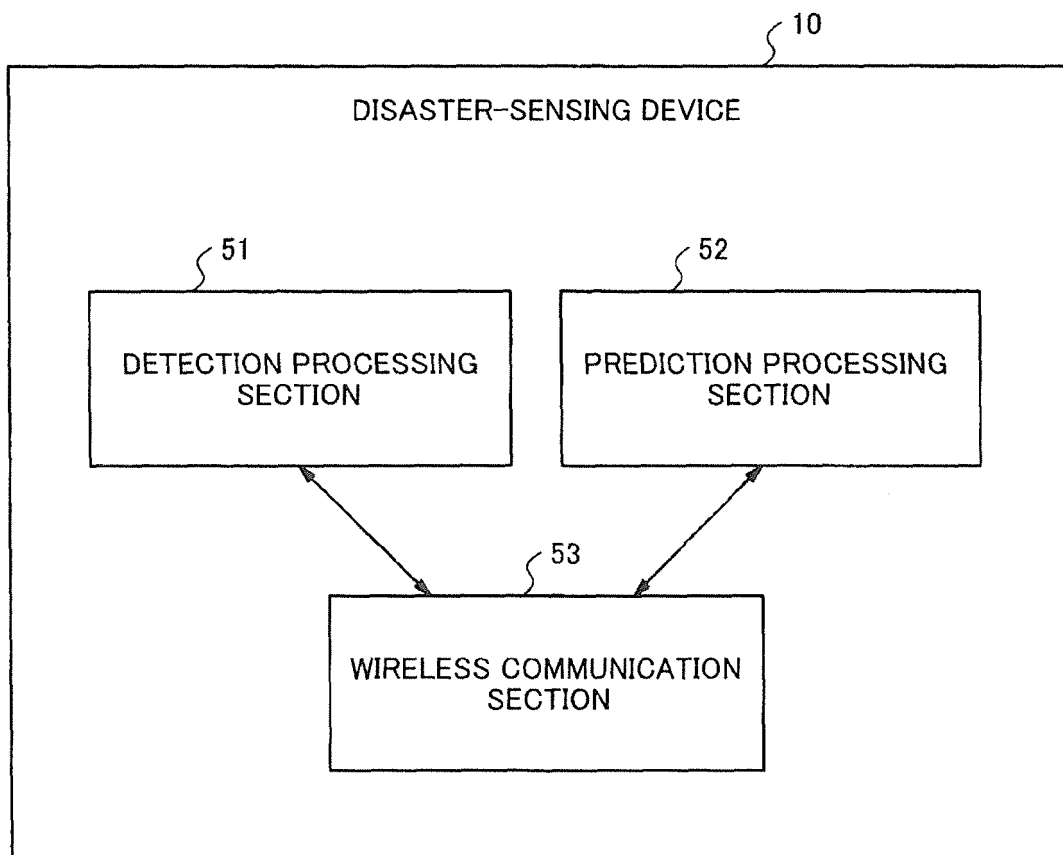 10
DISASTER-SENSING DEVICE
51
52
DETECTION PROCESSING
SECTION
PREDICTION PROCESSING
SECTION
53
WIRELESS COMMUNICATION
SECTION